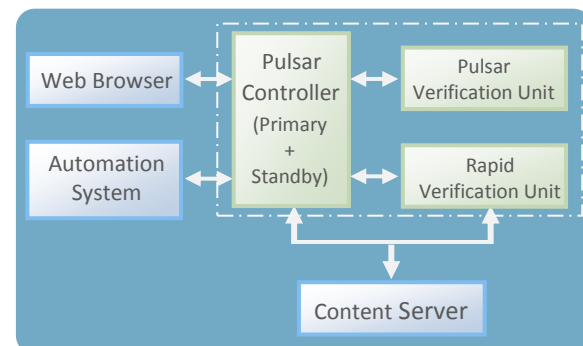 Web Browser
Automation
System
Pulsar
Controller
(Primary
+
Standby)
Pulsar
Verification Unit
Rapid
Verification Unit
Content Server